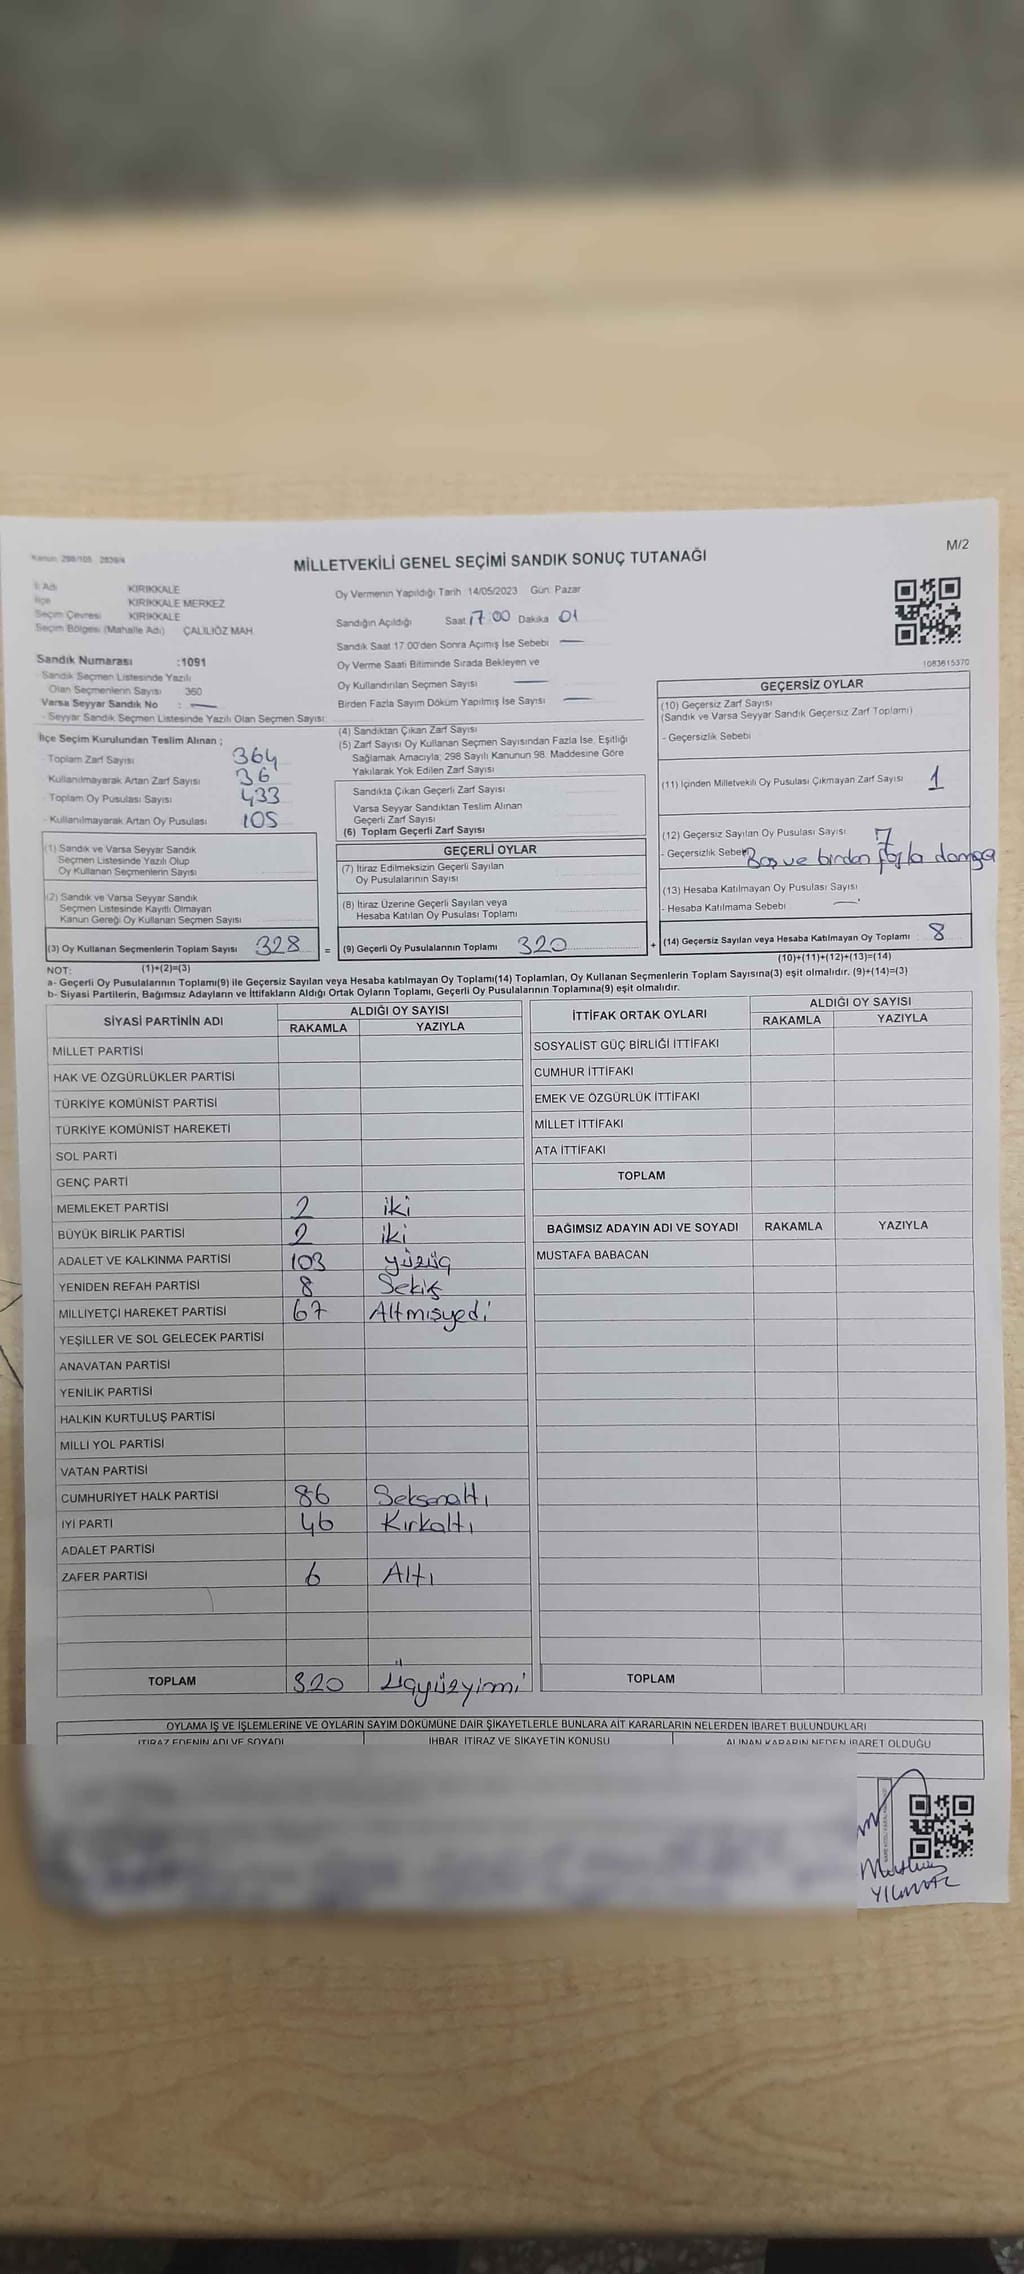 Kanun: 298/105 2839/4
M/2
MİLLETVEKİLİ GENEL SEÇİMİ SANDIK SONUÇ TUTANAĞI
İl Adı KIRIKKALE
İlçe KIRIKKALE MERKEZ
Seçim Çevresi KIRIKKALE
Seçim Bölgesi (Mahalle Adı) ÇALILIÖZ MAH.
Sandık Numarası :1091
- Sandık Seçmen Listesinde Yazılı
Olan Seçmenlerin Sayısı 360
Varsa Seyyar Sandık No : —
- Seyyar Sandık Seçmen Listesinde Yazılı Olan Seçmen Sayısı:
Oy Vermenin Yapıldığı Tarih 14/05/2023 Gün: Pazar
Sandığın Açıldığı Saat 17:00 Dakika 01
Sandık Saat 17.00'den Sonra Açımış İse Sebebi —
Oy Verme Saati Bitiminde Sırada Bekleyen ve
Oy Kullandırılan Seçmen Sayısı —
Birden Fazla Sayım Döküm Yapılmış İse Sayısı —
1083615370
İlçe Seçim Kurulundan Teslim Alınan ;
- Toplam Zarf Sayısı 364
- Kullanılmayarak Artan Zarf Sayısı 36
- Toplam Oy Pusulası Sayısı 433
- Kullanılmayarak Artan Oy Pusulası 105
(1) Sandık ve Varsa Seyyar Sandık
Seçmen Listesinde Yazılı Olup
Oy Kullanan Seçmenlerin Sayısı
(2) Sandık ve Varsa Seyyar Sandık
Seçmen Listesinde Kayıtlı Olmayan
Kanun Gereği Oy Kullanan Seçmen Sayısı
(3) Oy Kullanan Seçmenlerin Toplam Sayısı 328 =
(1)+(2)=(3)
(4) Sandıktan Çıkan Zarf Sayısı
(5) Zarf Sayısı Oy Kullanan Seçmen Sayısından Fazla İse, Eşitliği
Sağlamak Amacıyla; 298 Sayılı Kanunun 98. Maddesine Göre
Yakılarak Yok Edilen Zarf Sayısı
Sandıkta Çıkan Geçerli Zarf Sayısı
Varsa Seyyar Sandıktan Teslim Alınan
Geçerli Zarf Sayısı
(6) Toplam Geçerli Zarf Sayısı
GEÇERLİ OYLAR
(7) İtiraz Edilmeksizin Geçerli Sayılan
Oy Pusulalarının Sayısı
(8) İtiraz Üzerine Geçerli Sayılan veya
Hesaba Katılan Oy Pusulası Toplamı
(9) Geçerli Oy Pusulalarının Toplamı 320 +
GEÇERSİZ OYLAR
(10) Geçersiz Zarf Sayısı
(Sandık ve Varsa Seyyar Sandık Geçersiz Zarf Toplamı)
- Geçersizlik Sebebi
(11) İçinden Milletvekili Oy Pusulası Çıkmayan Zarf Sayısı 1
(12) Geçersiz Sayılan Oy Pusulası Sayısı 7
- Geçersizlik Sebebi Boş ve birden fazla damga
(13) Hesaba Katılmayan Oy Pusulası Sayısı
- Hesaba Katılmama Sebebi —
(14) Geçersiz Sayılan veya Hesaba Katılmayan Oy Toplamı : 8
(10)+(11)+(12)+(13)=(14)
NOT:
a- Geçerli Oy Pusulalarının Toplamı(9) ile Geçersiz Sayılan veya Hesaba katılmayan Oy Toplamı(14) Toplamları, Oy Kullanan Seçmenlerin Toplam Sayısına(3) eşit olmalıdır. (9)+(14)=(3)
b- Siyasi Partilerin, Bağımsız Adayların ve İttifakların Aldığı Ortak Oyların Toplamı, Geçerli Oy Pusulalarının Toplamına(9) eşit olmalıdır.
SİYASİ PARTİNİN ADI ALDIĞI OY SAYISI
RAKAMLA YAZIYLA
MİLLET PARTİSİ
HAK VE ÖZGÜRLÜKLER PARTİSİ
TÜRKİYE KOMÜNİST PARTİSİ
TÜRKİYE KOMÜNİST HAREKETİ
SOL PARTİ
GENÇ PARTİ
MEMLEKET PARTİSİ 2 iki
BÜYÜK BİRLİK PARTİSİ 2 iki
ADALET VE KALKINMA PARTİSİ 103 yüzüç
YENİDEN REFAH PARTİSİ 8 Sekiz
MİLLİYETÇİ HAREKET PARTİSİ 67 Altmışyedi
YEŞİLLER VE SOL GELECEK PARTİSİ
ANAVATAN PARTİSİ
YENİLİK PARTİSİ
HALKIN KURTULUŞ PARTİSİ
MİLLİ YOL PARTİSİ
VATAN PARTİSİ
CUMHURİYET HALK PARTİSİ 86 Seksenaltı
İYİ PARTİ 46 Kırkaltı
ADALET PARTİSİ
ZAFER PARTİSİ 6 Altı
TOPLAM 320 Üçyüzyirmi
İTTİFAK ORTAK OYLARI ALDIĞI OY SAYISI
RAKAMLA YAZIYLA
SOSYALİST GÜÇ BİRLİĞİ İTTİFAKI
CUMHUR İTTİFAKI
EMEK VE ÖZGÜRLÜK İTTİFAKI
MİLLET İTTİFAKI
ATA İTTİFAKI
TOPLAM
BAĞIMSIZ ADAYIN ADI VE SOYADI RAKAMLA YAZIYLA
MUSTAFA BABACAN
TOPLAM
OYLAMA İŞ VE İŞLEMLERİNE VE OYLARIN SAYIM DÖKÜMÜNE DAİR ŞİKAYETLERLE BUNLARA AİT KARARLARIN NELERDEN İBARET BULUNDUKLARI
İTİRAZ EDENİN ADI VE SOYADI İHBAR, İTİRAZ VE ŞİKAYETİN KONUSU ALINAN KARARIN NEDEN İBARET OLDUĞU
YILMAZ